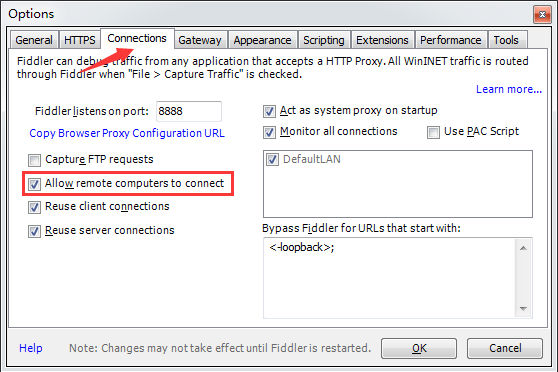 Options
General HTTPS Connections Gateway Appearance Scripting Extensions Performance Tools
Fiddler can debug traffic from any application that accepts a HTTP Proxy. All WinINET traffic is routed
through Fiddler when "File > Capture Traffic" is checked.
Learn more...
Fiddler listens on port: 8888
Copy Browser Proxy Configuration URL
Capture FTP requests
Allow remote computers to connect
Reuse client connections
Reuse server connections
Act as system proxy on startup
Monitor all connections Use PAC Script
DefaultLAN
Bypass Fiddler for URLs that start with:
<-loopback>;
Help Note: Changes may not take effect until Fiddler is restarted. OK Cancel